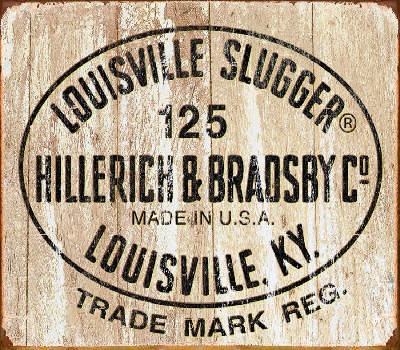 LOUISVILLE SLUGGER®
125
HILLERICH & BRADSBY CO
MADE IN U.S.A.
LOUISVILLE, KY.
TRADE MARK REG.